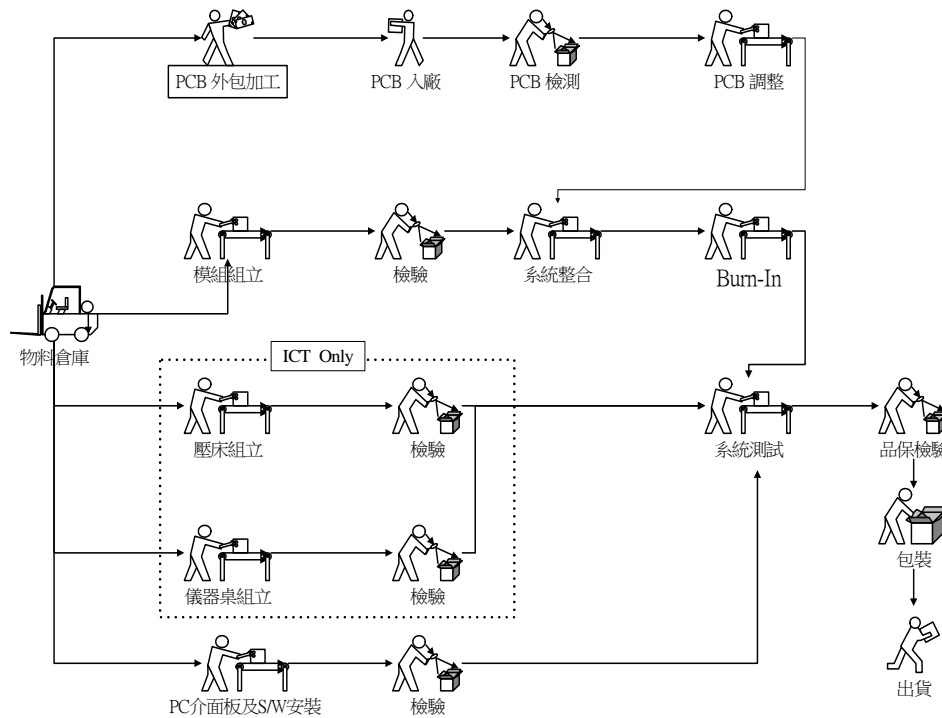 PCB 外包加工
PCB 入廠
PCB 檢測
PCB 調整
模組組立
檢驗
系統整合
Burn-In
物料倉庫
ICT Only
壓床組立
檢驗
系統測試
品保檢驗
儀器桌組立
檢驗
包裝
PC介面板及S/W安裝
檢驗
出貨